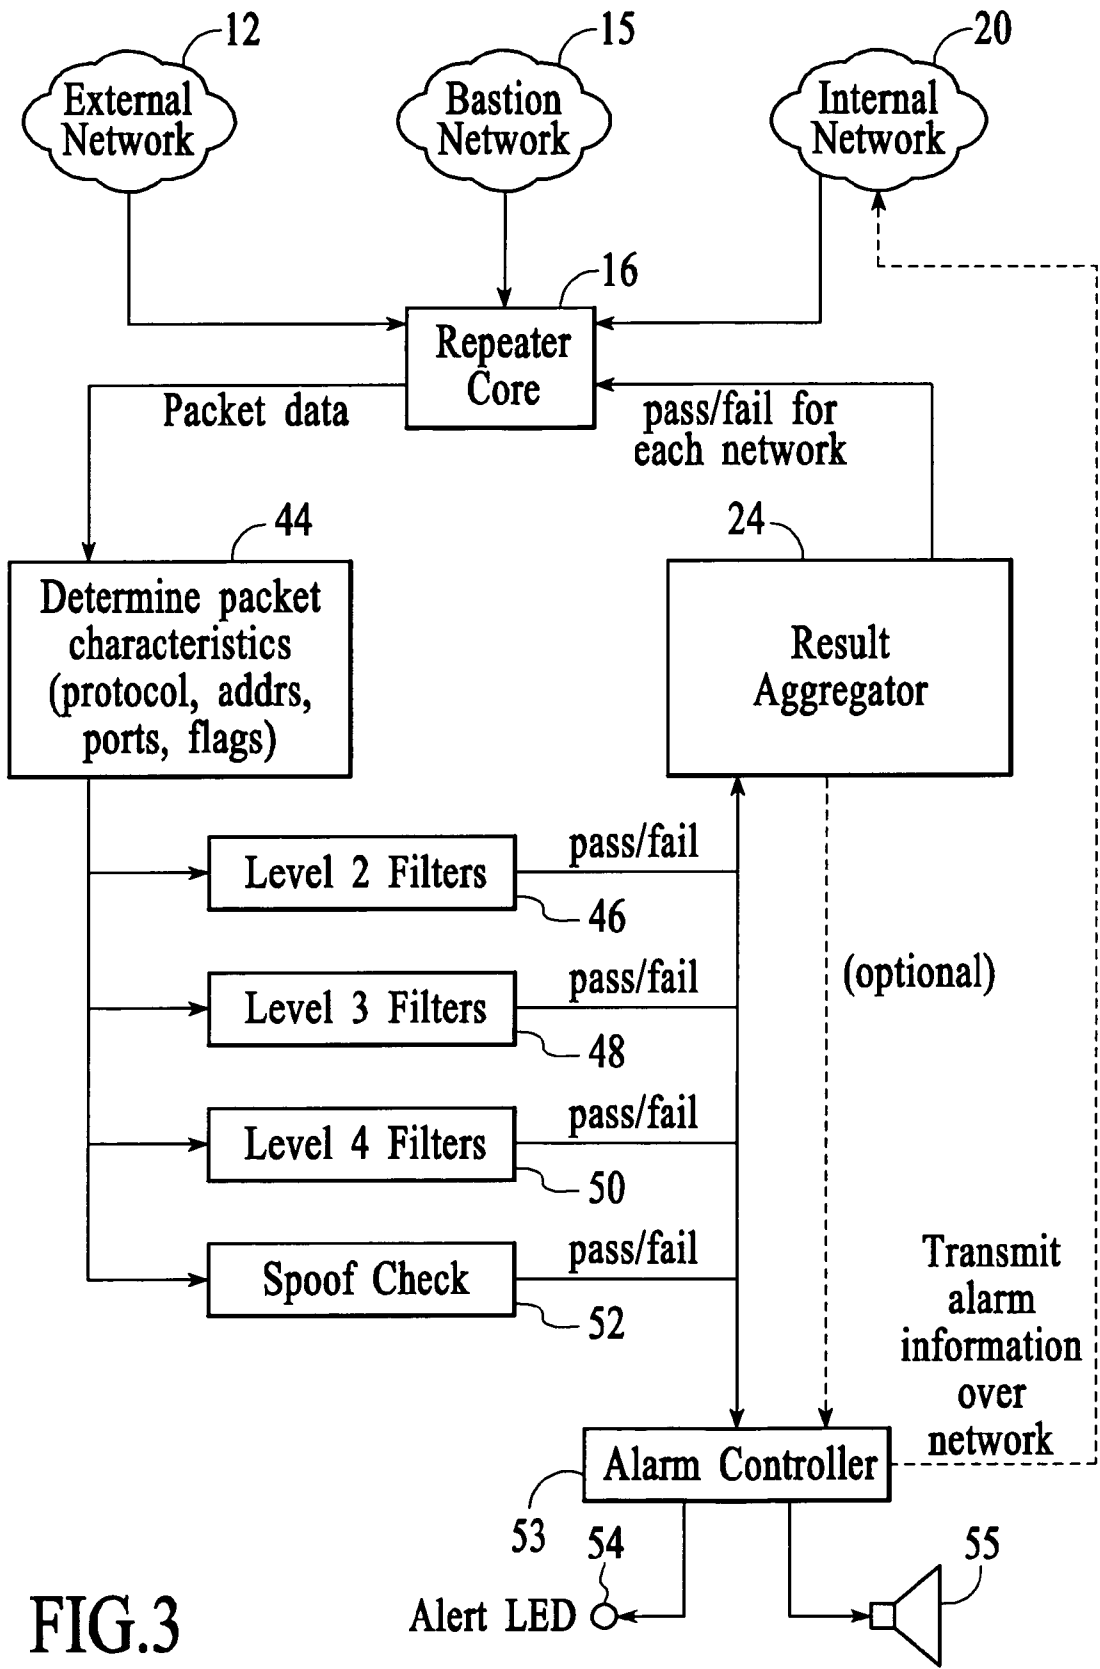 12
15
20
External
Network
Bastion
Network
Internal
Network
16
Repeater
Core
Packet data
pass/fail for
each network
44
24
Determine packet
characteristics
(protocol, addrs,
ports, flags)
Result
Aggregator
pass/fail
Level 2 Filters
46
(optional)
pass/fail
Level 3 Filters
48
pass/fail
Level 4 Filters
50
pass/fail
Spoof Check
52
Transmit
alarm
information
over
network
Alarm Controller
53
54
55
Alert LED
FIG.3